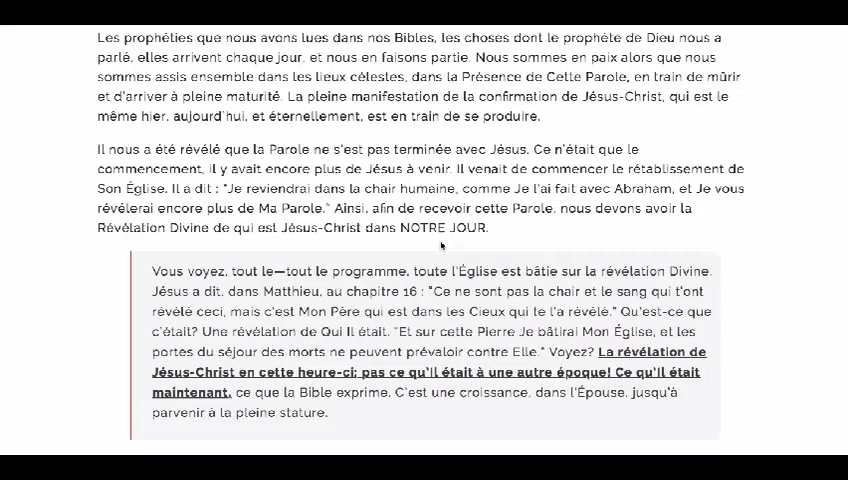 Les prophéties que nous avons lues dans nos Bibles, les choses dont le prophète de Dieu nous a
parlé, elles arrivent chaque jour, et nous en faisons partie. Nous sommes en paix alors que nous
sommes assis ensemble dans les lieux célestes, dans la Présence de Cette Parole, en train de mûrir
et d'arriver à pleine maturité. La pleine manifestation de la confirmation de Jésus-Christ, qui est le
même hier, aujourd'hui, et éternellement, est en train de se produire.
Il nous a été révélé que la Parole ne s'est pas terminée avec Jésus. Ce n'était que le
commencement, il y avait encore plus de Jésus à venir. Il venait de commencer le rétablissement de
Son Église. Il a dit : "Je reviendrai dans la chair humaine, comme Je l'ai fait avec Abraham, et Je vous
révélerai encore plus de Ma Parole." Ainsi, afin de recevoir cette Parole, nous devons avoir la
Révélation Divine de qui est Jésus-Christ dans NOTRE JOUR.
Vous voyez, tout le—tout le programme, toute l'Église est bâtie sur la révélation Divine.
Jésus a dit, dans Matthieu, au chapitre 16 : "Ce ne sont pas la chair et le sang qui t'ont
révélé ceci, mais c'est Mon Père qui est dans les Cieux qui te l'a révélé." Qu'est-ce que
c'était? Une révélation de Qui Il était. "Et sur cette Pierre Je bâtirai Mon Église, et les
portes du séjour des morts ne peuvent prévaloir contre Elle." Voyez? La révélation de
Jésus-Christ en cette heure-ci; pas ce qu'Il était à une autre époque! Ce qu'Il était
maintenant, ce que la Bible exprime. C'est une croissance, dans l'Épouse, jusqu'à
parvenir à la pleine stature.